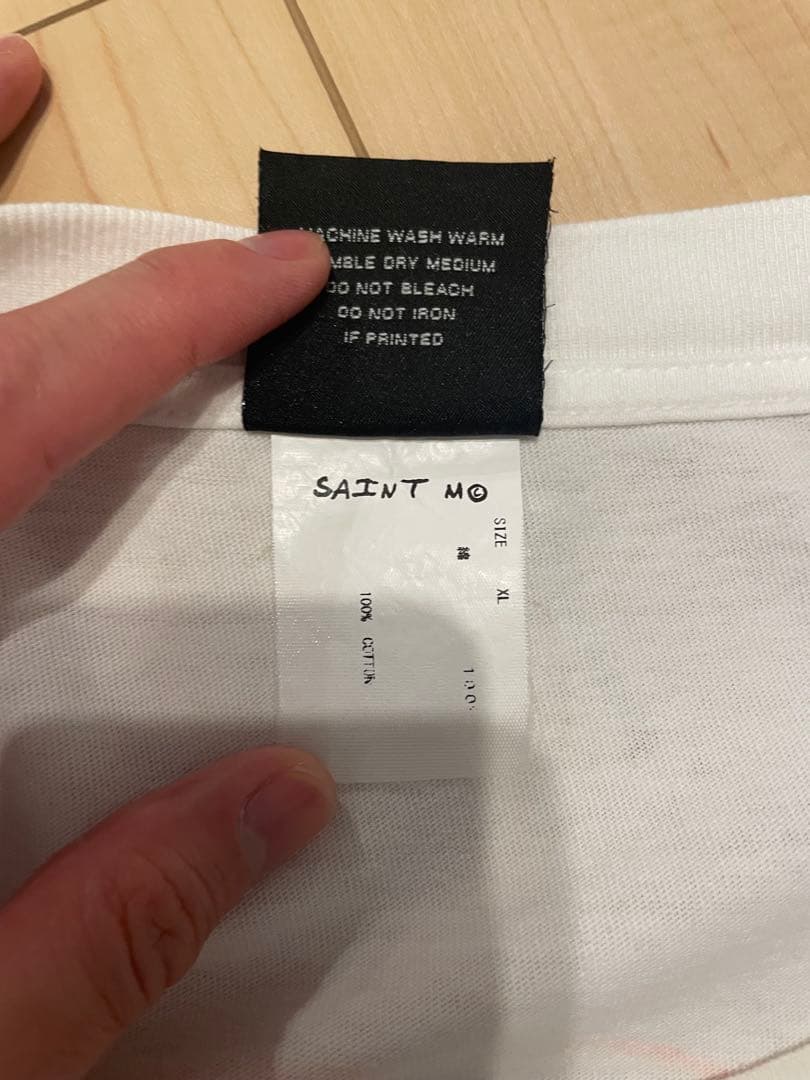 ACHINE WASH WARM
MBLE DRY MEDIUM
DO NOT BLEACH
DO NOT IRON
IF PRINTED
SAINT M©
SIZE XL
綿 100%
100% COTTON